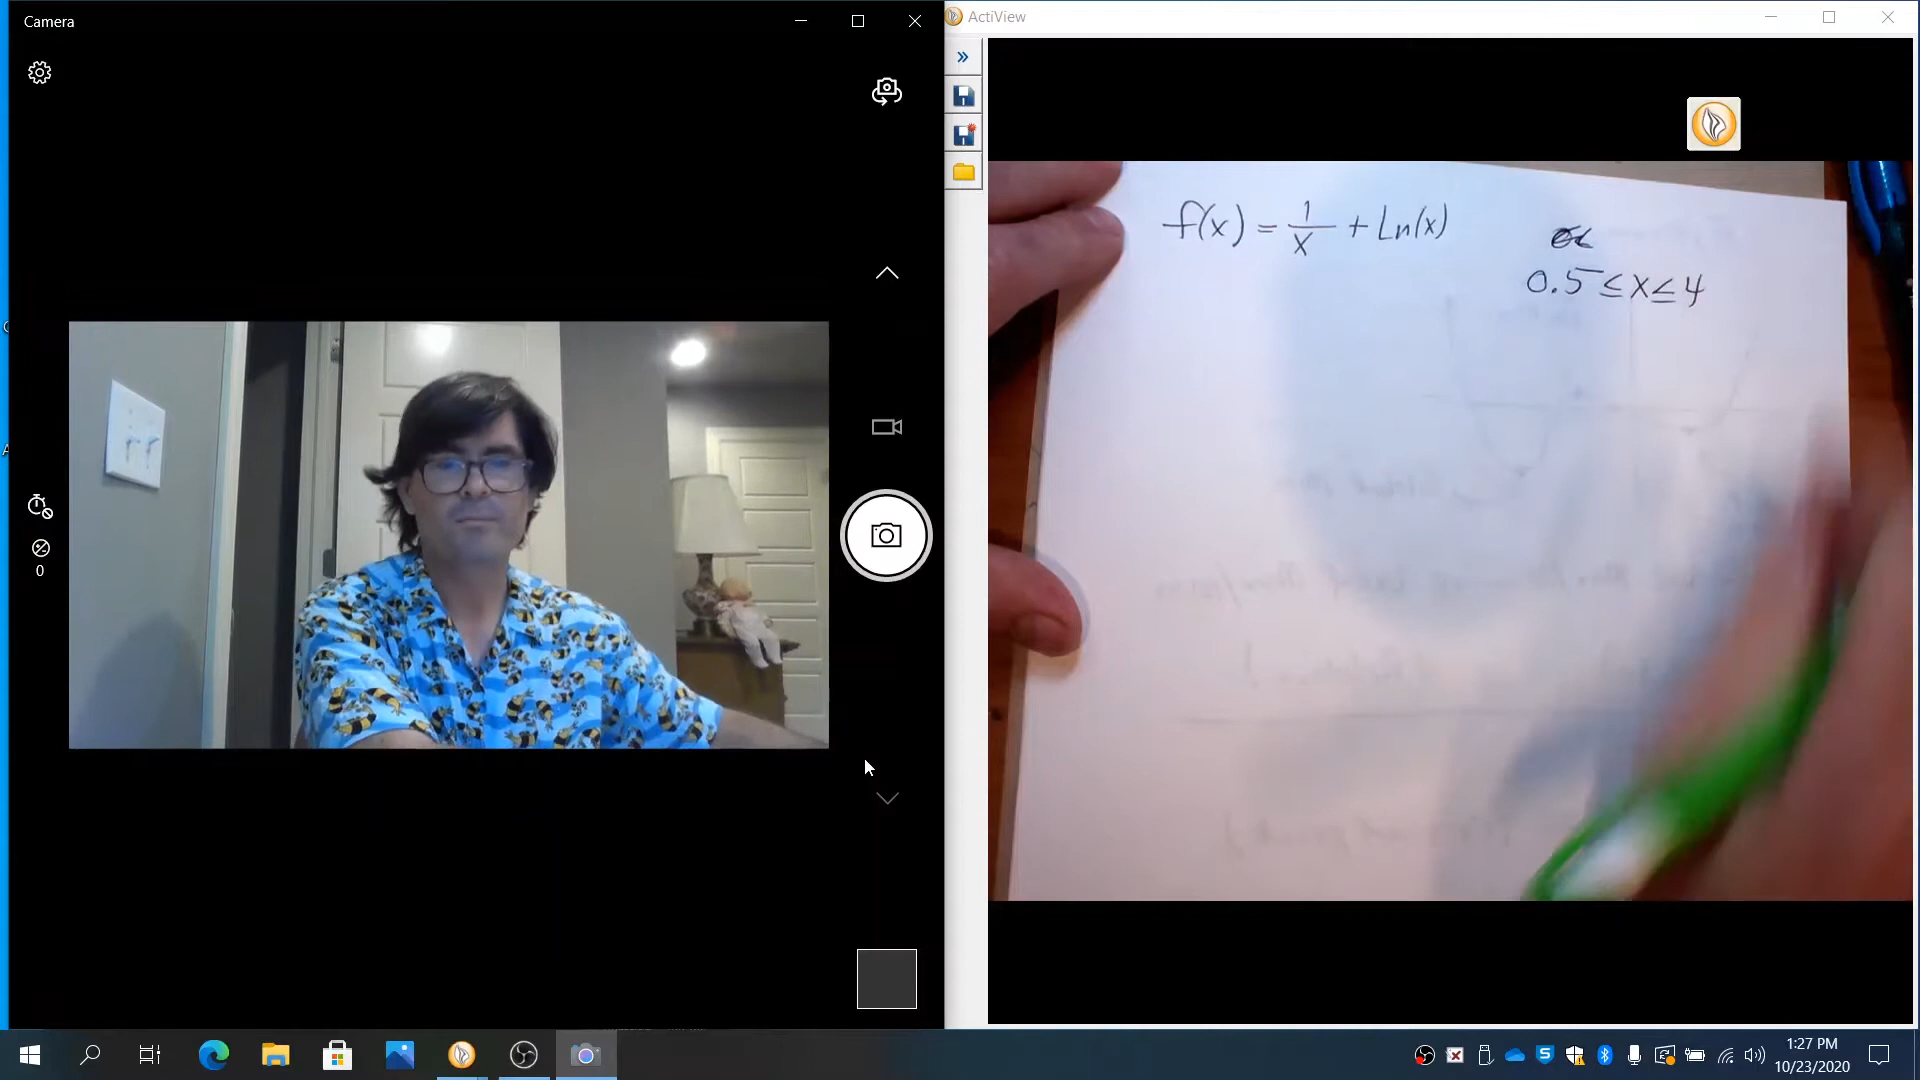 Camera
ActiView
f(x) = 1/x + Ln(x)
0.5 ≤ x ≤ 4
0
1:27 PM
10/23/2020